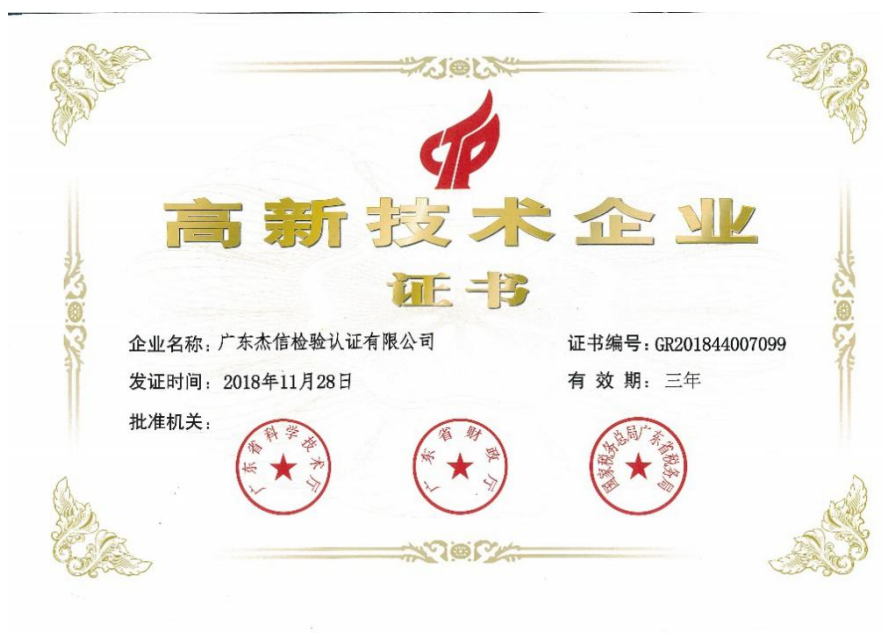 高新技术企业
证书
企业名称：广东杰信检验认证有限公司
证书编号：GR201844007099
发证时间：2018年11月28日
有效期：三年
批准机关：
广东省科学技术厅
广东省财政厅
国家税务总局广东省税务局